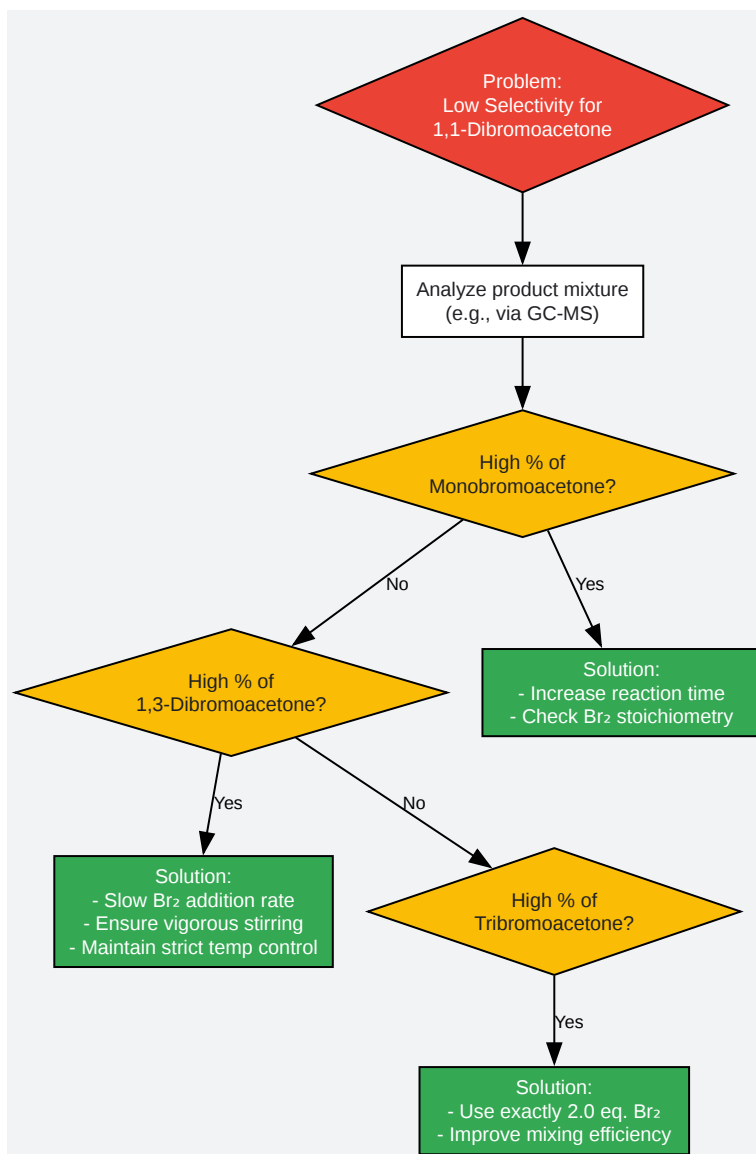 Problem:
Low Selectivity for
1,1-Dibromoacetone
Analyze product mixture
(e.g., via GC-MS)
High % of
Monobromoacetone?
No
Yes
High % of
1,3-Dibromoacetone?
Solution:
- Increase reaction time
- Check Br₂ stoichiometry
Yes
No
Solution:
- Slow Br₂ addition rate
- Ensure vigorous stirring
- Maintain strict temp control
High % of
Tribromoacetone?
Yes
Solution:
- Use exactly 2.0 eq. Br₂
- Improve mixing efficiency